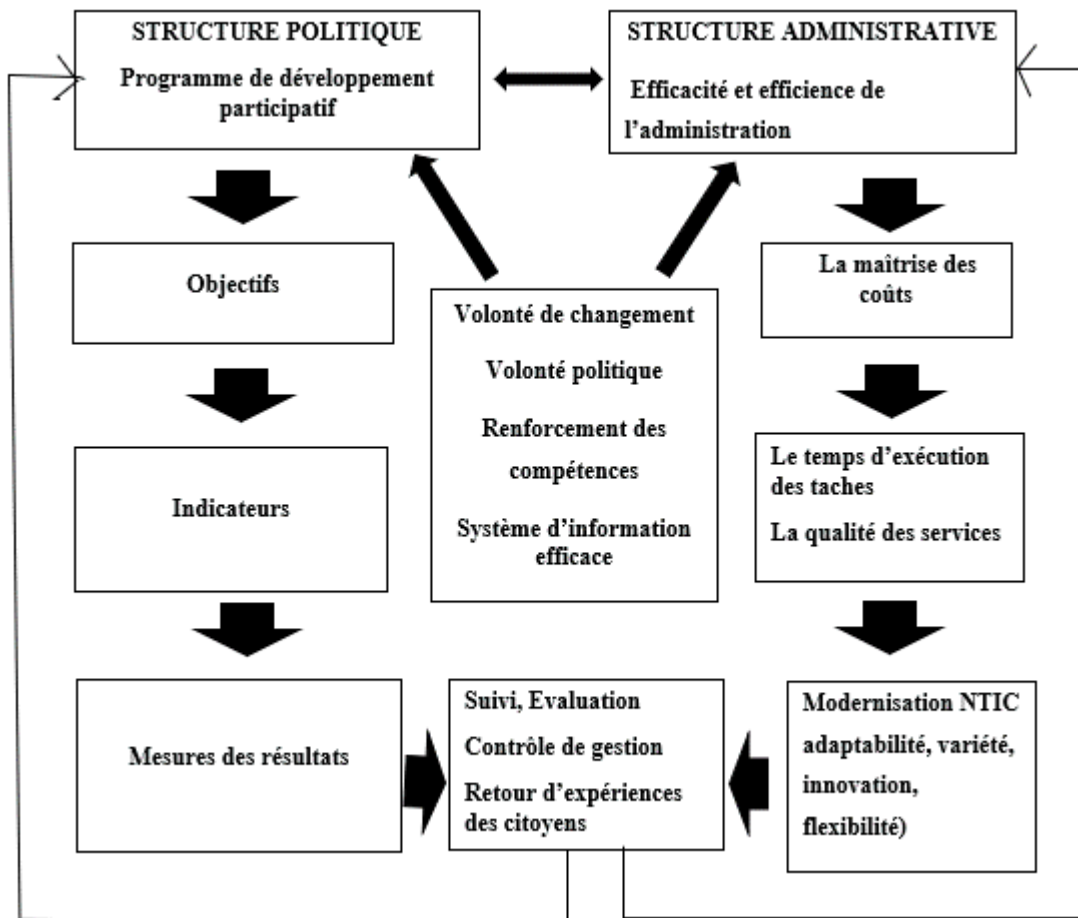 STRUCTURE POLITIQUE
Programme de développement
participatif
STRUCTURE ADMINISTRATIVE
Efficacité et efficience de
l’administration
Objectifs
La maîtrise des
coûts
Volonté de changement
Volonté politique
Renforcement des
compétences
Système d’information
efficace
Indicateurs
Le temps d’exécution
des taches
La qualité des services
Mesures des résultats
Suivi, Evaluation
Contrôle de gestion
Retour d’expériences
des citoyens
Modernisation NTIC
adaptabilité, variété,
innovation,
flexibilité)